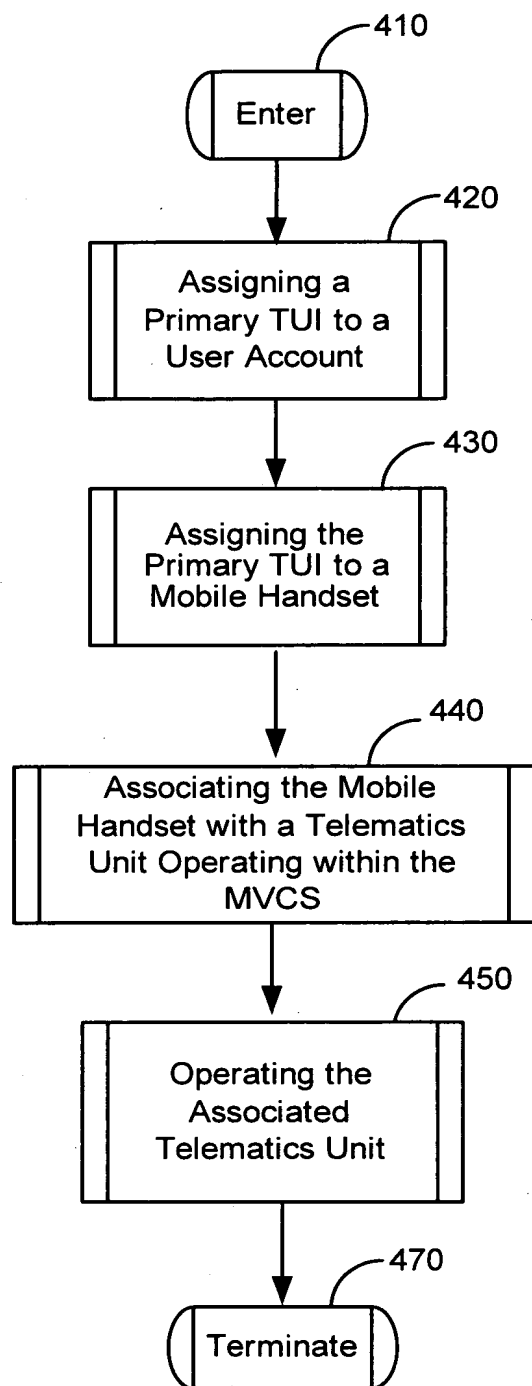 410
Enter
420
Assigning a
Primary TUI to a
User Account
430
Assigning the
Primary TUI to a
Mobile Handset
440
Associating the Mobile
Handset with a Telematics
Unit Operating within the
MVCS
450
Operating the
Associated
Telematics Unit
470
Terminate